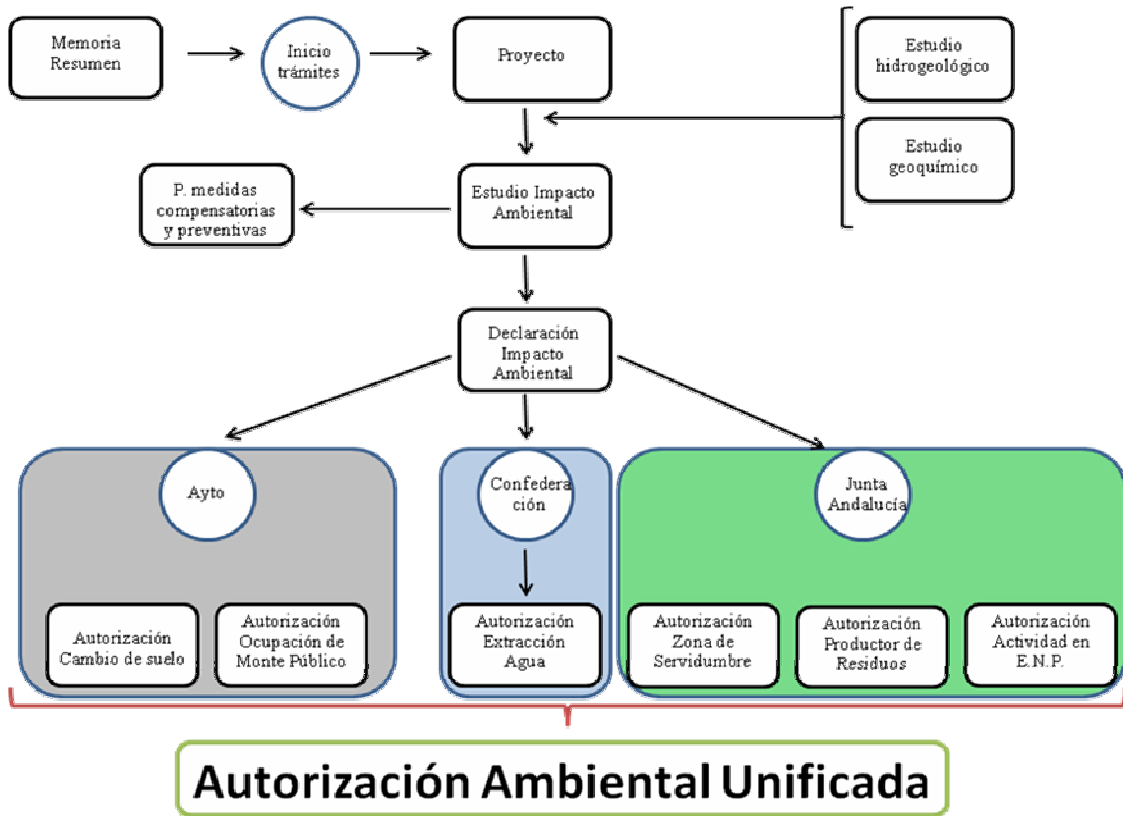 Memoria
Resumen
Inicio
trámites
Proyecto
Estudio
hidrogeológico
Estudio
geoquímico
P. medidas
compensatorias
y preventivas
Estudio Impacto
Ambiental
Declaración
Impacto
Ambiental
Ayto
Confedera
ción
Junta
Andalucía
Autorización
Cambio de suelo
Autorización
Ocupación de
Monte Público
Autorización
Extracción
Agua
Autorización
Zona de
Servidumbre
Autorización
Productor de
Residuos
Autorización
Actividad en
E.N.P.
Autorización Ambiental Unificada